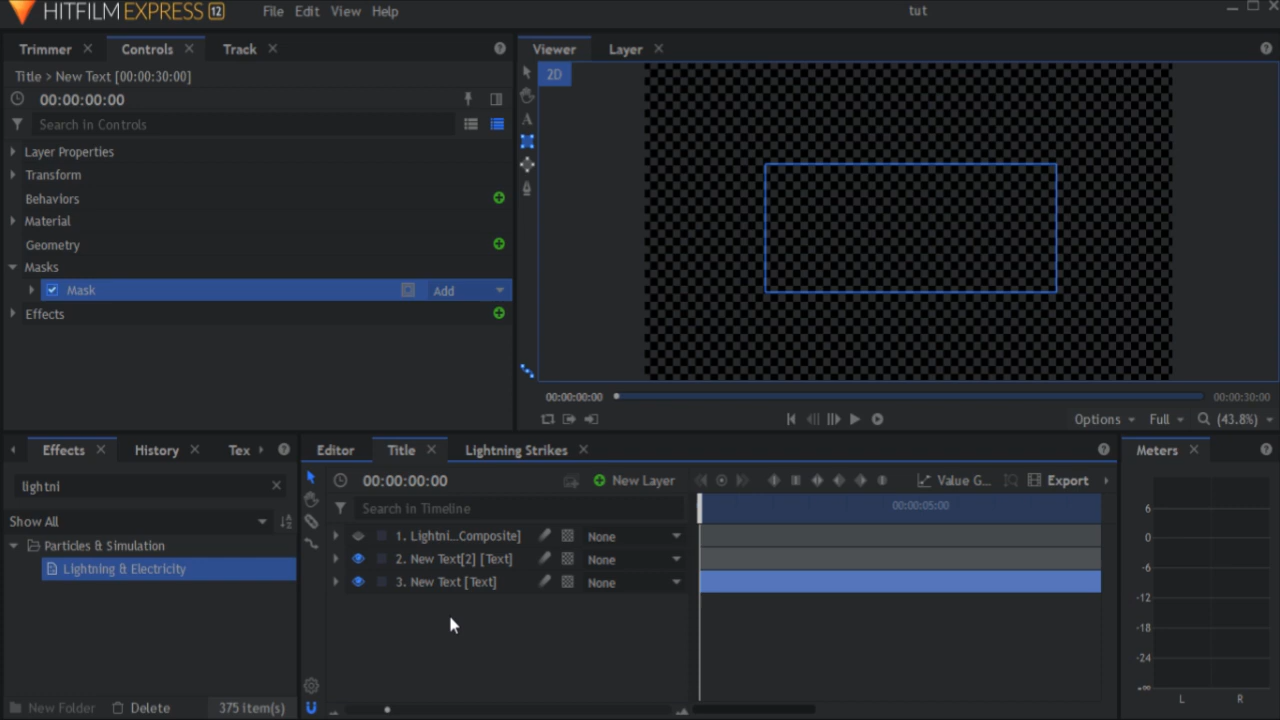 HITFILM EXPRESS 12 File Edit View Help tut
Trimmer Controls Track
Title > New Text [00:00:30:00]
00:00:00:00
Search in Controls
Layer Properties
Transform
Behaviors
Material
Geometry
Masks
Mask Add
Effects
Viewer Layer
2D
A
00:00:00:00 00:00:30:00
Options Full (43.8%)
Effects History Tex
lightni
Show All
Particles & Simulation
Lightning & Electricity
New Folder Delete 375 item(s)
Editor Title Lightning Strikes
00:00:00:00 New Layer Value G... Export
Search in Timeline 00:00:05:00
1. Lightni...Composite] None
2. New Text[2] [Text] None
3. New Text [Text] None
Meters
6
0
-6
-12
-18
-24
-∞
L R